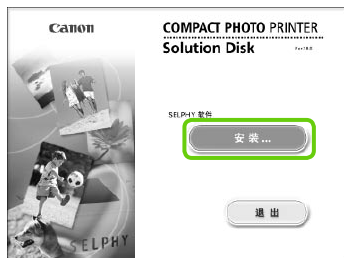 Canon
COMPACT PHOTO PRINTER
Solution Disk
SELPHY 软件
安装...
退出
SELPHY